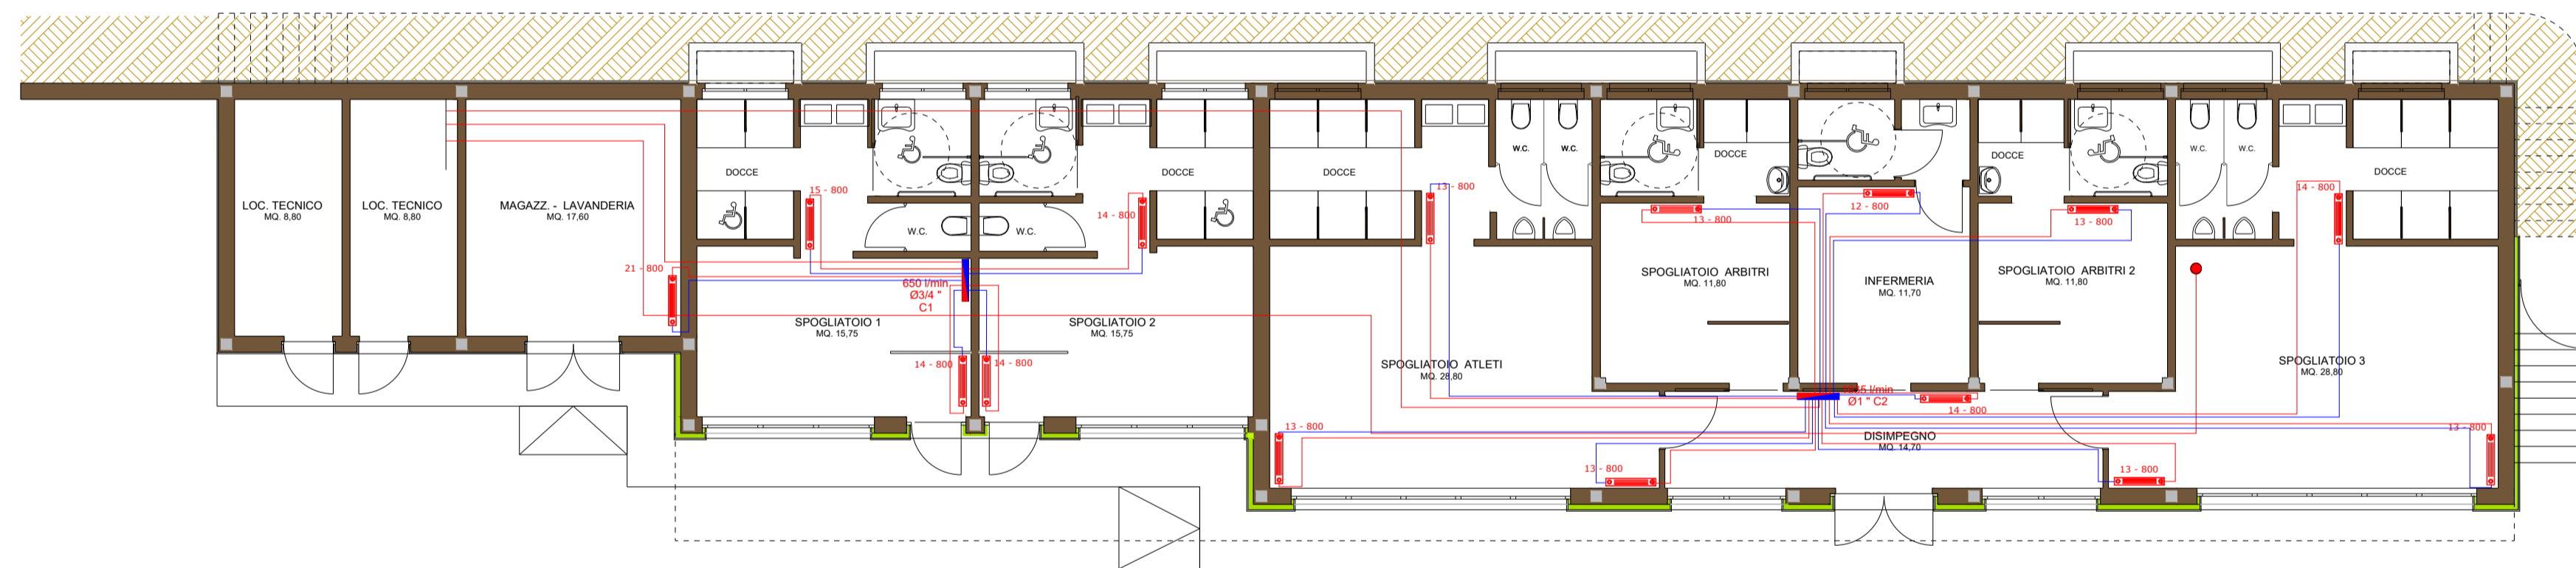 LOC. TECNICO
MQ. 8,80
LOC. TECNICO
MQ. 8,80
MAGAZZ. - LAVANDERIA
MQ. 17,60
21 - 800
DOCCE
15 - 800
W.C.
650 l/min
Ø3/4 "
C1
SPOGLIATOIO 1
MQ. 15,75
14 - 800
W.C.
DOCCE
14 - 800
SPOGLIATOIO 2
MQ. 15,75
14 - 800
DOCCE
13 - 800
W.C.
W.C.
SPOGLIATOIO ATLETI
MQ. 28,80
13 - 800
13 - 800
DOCCE
13 - 800
SPOGLIATOIO ARBITRI
MQ. 11,80
12 - 800
INFERMERIA
MQ. 11,70
l/min
Ø1 " C2
14 - 800
DISIMPEGNO
MQ. 14,70
13 - 800
DOCCE
13 - 800
SPOGLIATOIO ARBITRI 2
MQ. 11,80
W.C.
W.C.
14 - 800
DOCCE
SPOGLIATOIO 3
MQ. 28,80
13 - 800